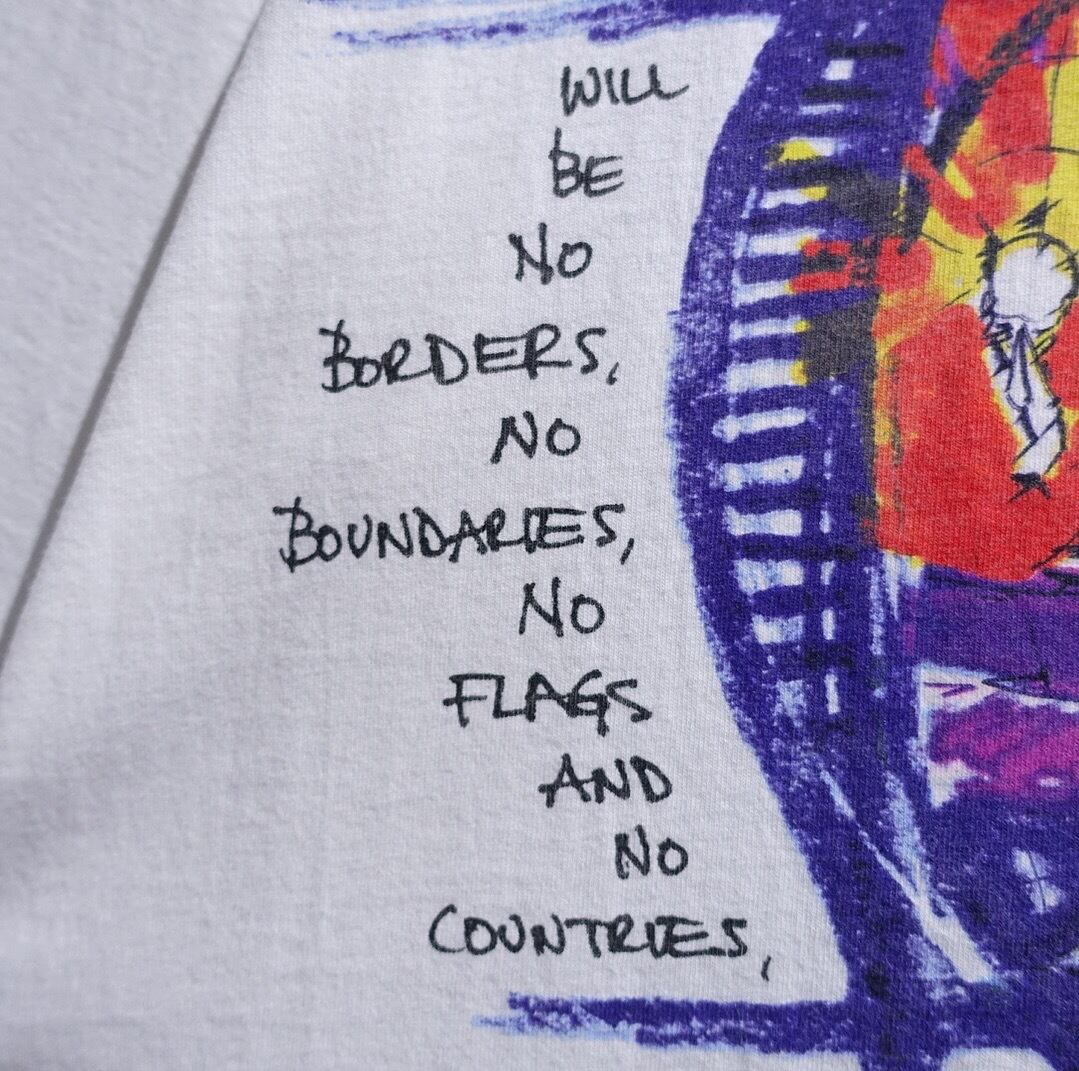 WILL
BE
NO
BORDERS,
NO
BOUNDARIES,
NO
FLAGS
AND
NO
COUNTRIES,